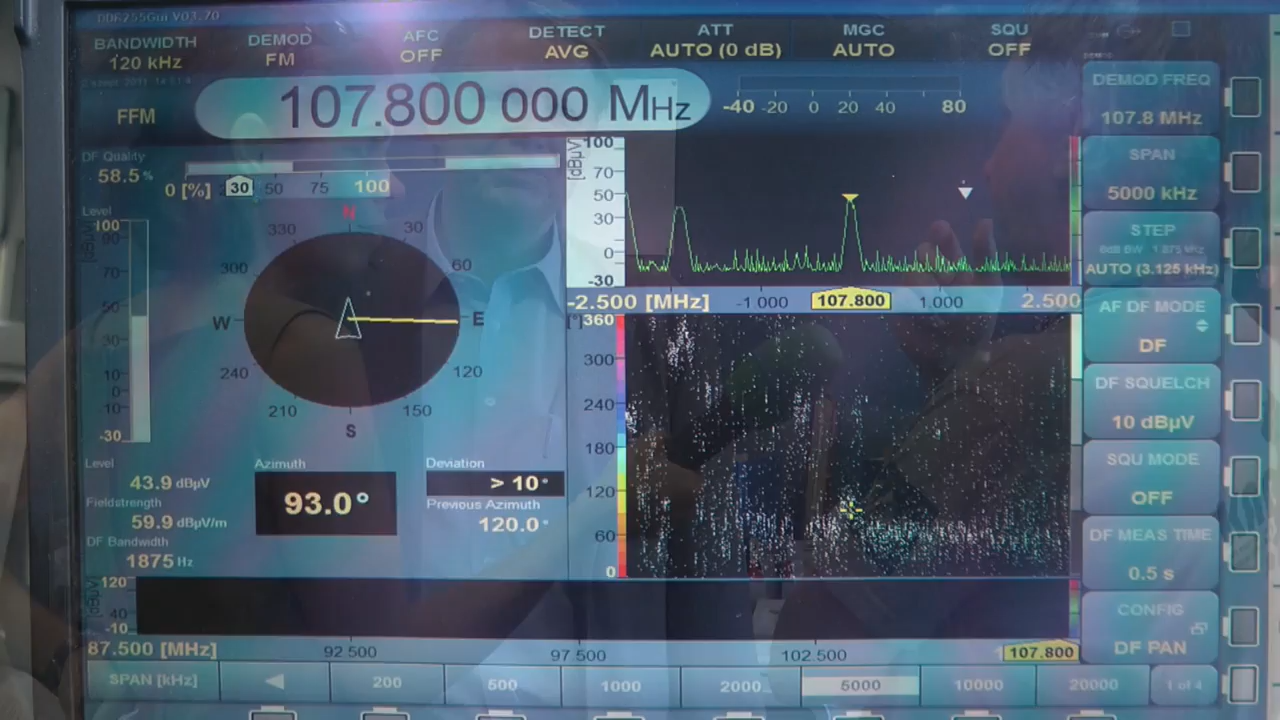 DDF255Gui V03.20
BANDWIDTH DEMOD AFC DETECT ATT MGC SQU
120 kHz FM OFF AVG AUTO (0 dB) AUTO OFF
FFM 107.800 000 MHz
-40 -20 0 20 40 80
DEMOD FREQ
107.8 MHz
DF Quality
58.5 %
0 [%] 30 50 75 100
SPAN
5000 kHz
Level
100
90
70
50
30
10
0
-10
-30
N
330 30
300 60
W E
240 120
210 150
S
[dBµV]
100
70
50
30
0
-30
-2.500 [MHz] -1.000 107.800 1.000 2.500
STEP
AUTO (3.125 kHz)
AF DF MODE
DF
DF SQUELCH
10 dBµV
SQU MODE
OFF
DF MEAS TIME
0.5 s
CONFIG
DF PAN
[°] 360
300
240
180
120
60
0
Level
43.9 dBµV
Fieldstrength
59.9 dBµV/m
DF Bandwidth
1875 Hz
Azimuth
93.0°
Deviation
> 10°
Previous Azimuth
120.0°
[dBµV]
120
40
-10
87.500 [MHz] 92.500 97.500 102.500 107.800
SPAN [kHz] ◄ 200 500 1000 2000 5000 10000 20000 1 of 4